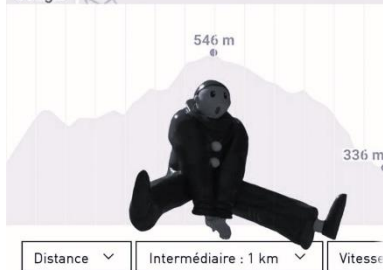 546 m
336 m
Distance
Intermédiaire : 1 km
Vitesse